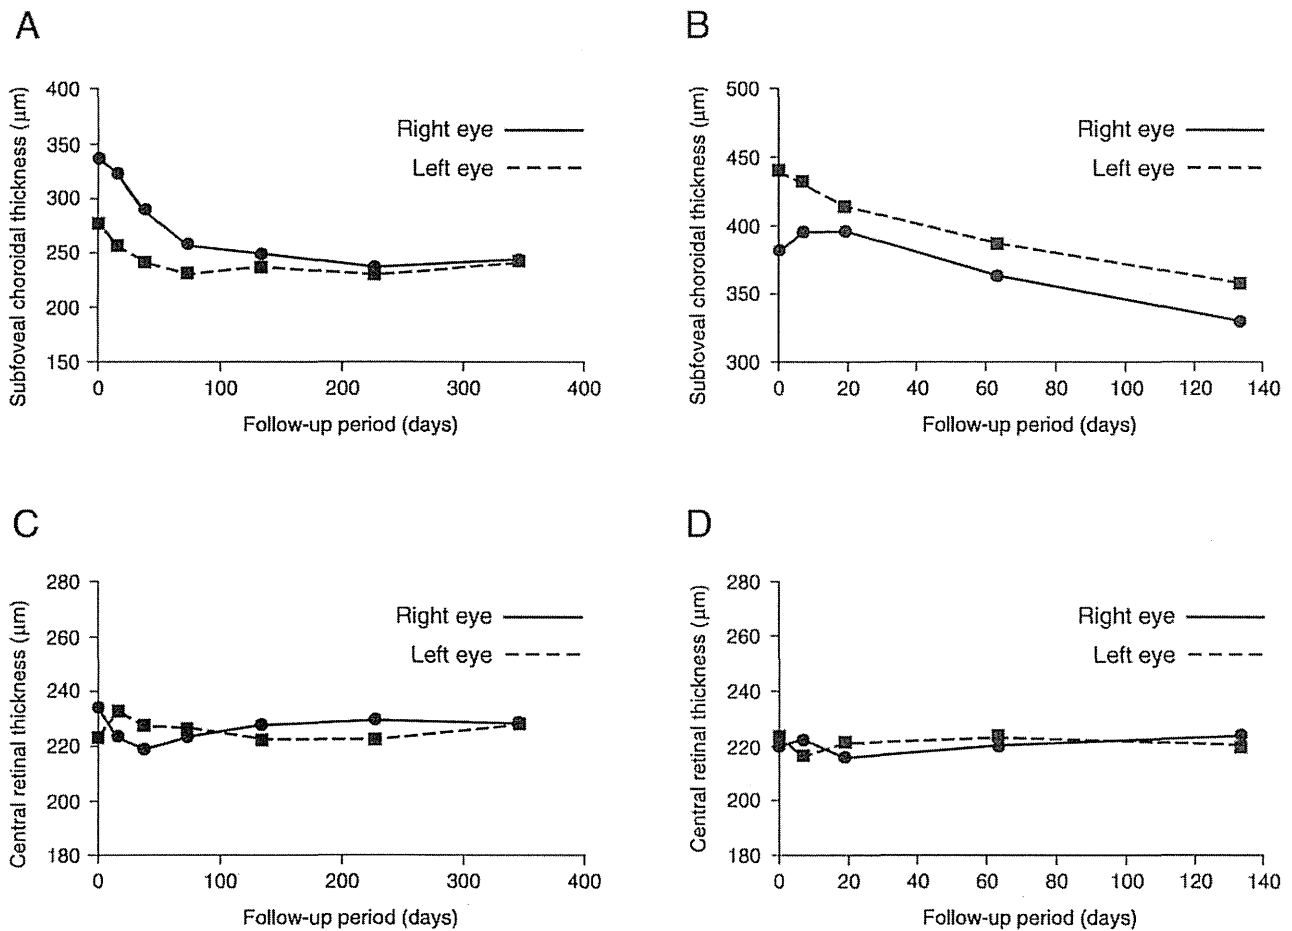 A
Subfoveal choroidal thickness (μm)
400
350
300
250
200
150
Right eye
Left eye
0 100 200 300 400
Follow-up period (days)
B
Subfoveal choroidal thickness (μm)
500
450
400
350
300
Right eye
Left eye
0 20 40 60 80 100 120 140
Follow-up period (days)
C
Central retinal thickness (μm)
280
260
240
220
200
180
Right eye
Left eye
0 100 200 300 400
Follow-up period (days)
D
Central retinal thickness (μm)
280
260
240
220
200
180
Right eye
Left eye
0 20 40 60 80 100 120 140
Follow-up period (days)